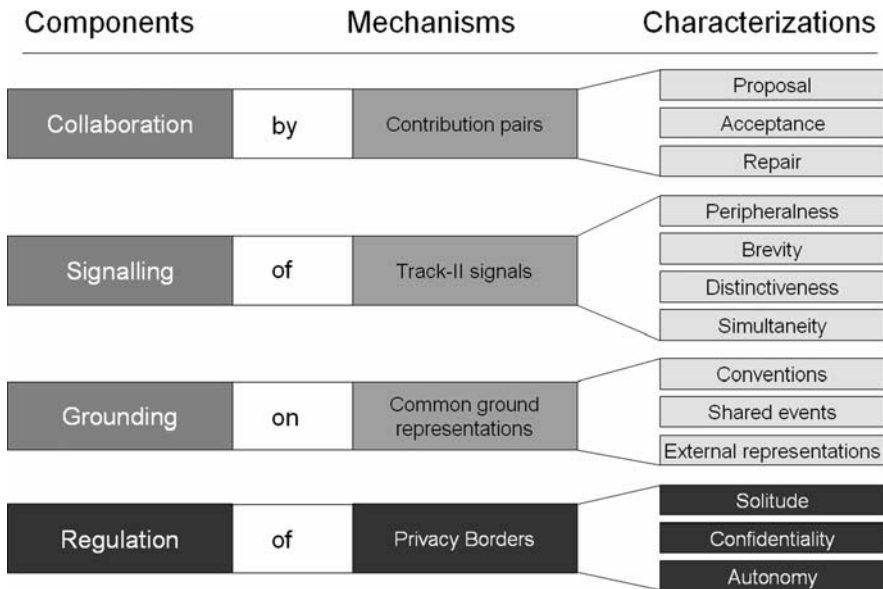 Components Mechanisms Characterizations
Collaboration by Contribution pairs
Proposal
Acceptance
Repair
Signalling of Track-II signals
Peripheralness
Brevity
Distinctiveness
Simultaneity
Grounding on Common ground
representations
Conventions
Shared events
External representations
Regulation of Privacy Borders
Solitude
Confidentiality
Autonomy